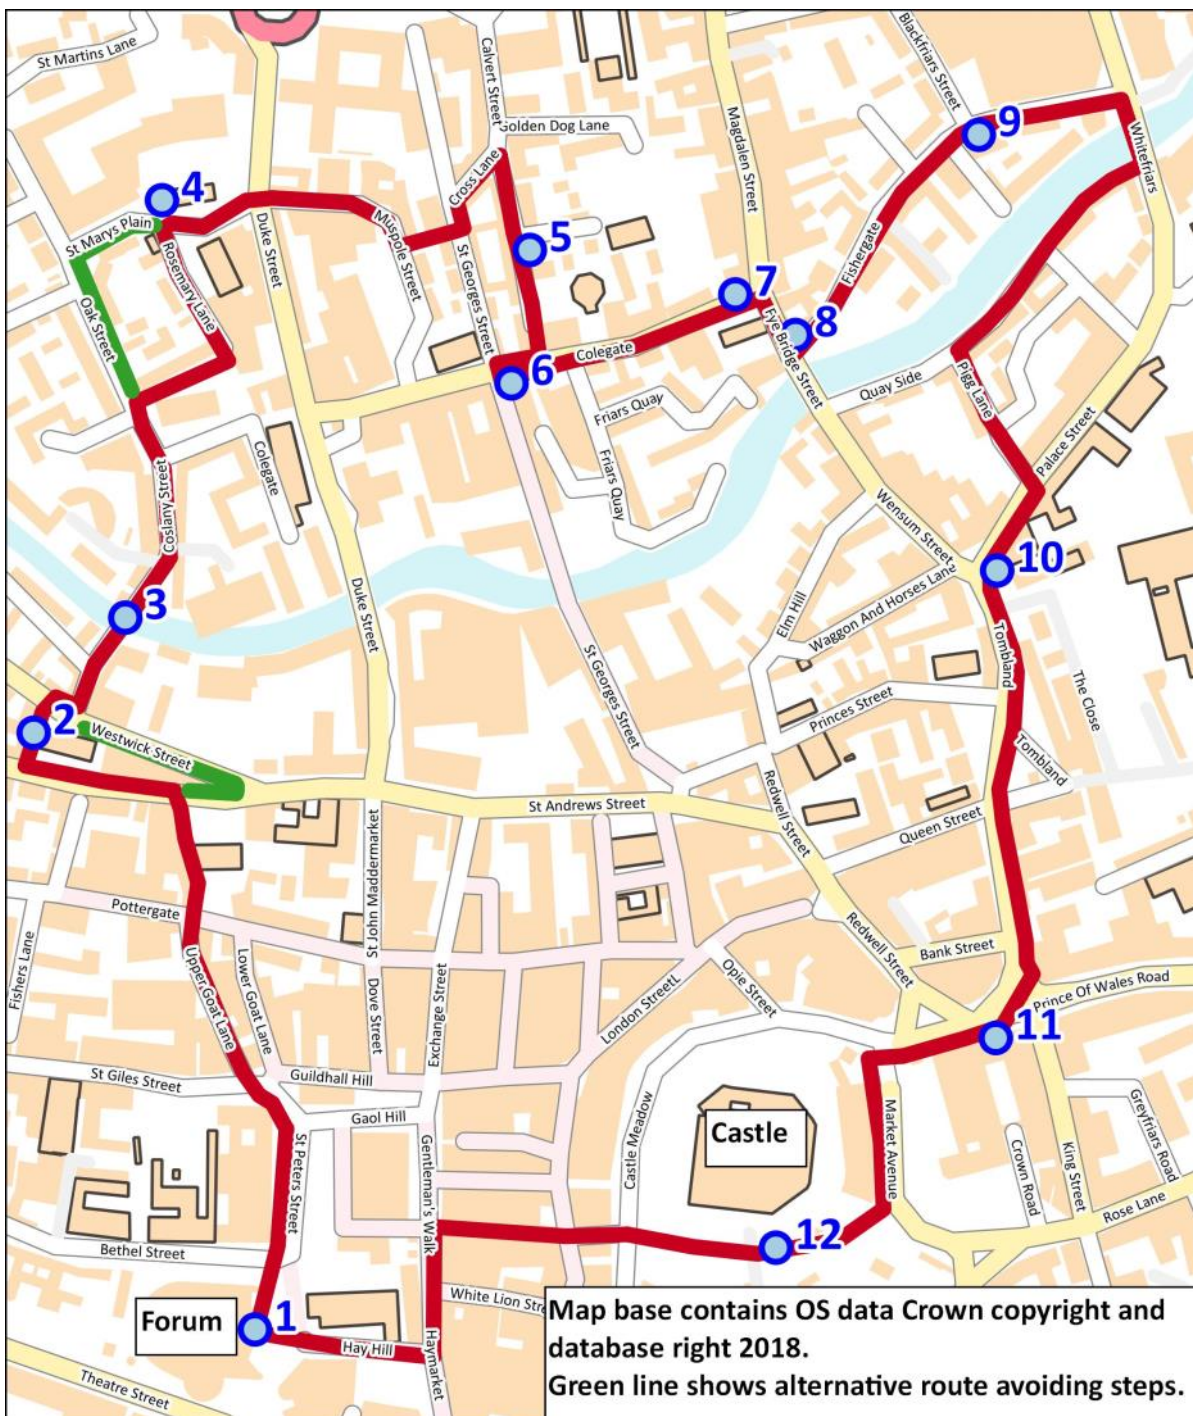 St Martins Lane
Calvert Street
Blackfriars Street
Golden Dog Lane
Magdalen Street
9
Whitefriars
Cross Lane
4
St Marys Plain
Rosemary Lane
Duke Street
Muspole Street
St Georges Street
5
Fishergate
Oak Street
7
8
Fye Bridge Street
Colegate
6
Quay Side
Pigg Lane
Friars Quay
Friars Quay
Palace Street
Colegate
Coslany Street
Wensum Street
10
Duke Street
3
Elm Hill
Waggon And Horses Lane
Tombland
The Close
St Georges Street
Princes Street
2
Westwick Street
Tombland
Redwell Street
St Andrews Street
Queen Street
St John Maddermarket
Pottergate
Redwell Street
Bank Street
Fishers Lane
Upper Goat Lane
Lower Goat Lane
Dove Street
Exchange Street
Opie Street
London StreetL
Prince Of Wales Road
11
St Giles Street
Guildhall Hill
Gaol Hill
Castle Meadow
Castle
Market Avenue
Greyfriars Road
Crown Road
King Street
Rose Lane
St Peters Street
Gentleman's Walk
12
Bethel Street
White Lion Stre
Forum
1
Hay Hill
Haymarket
Theatre Street
Map base contains OS data Crown copyright and
database right 2018.
Green line shows alternative route avoiding steps.